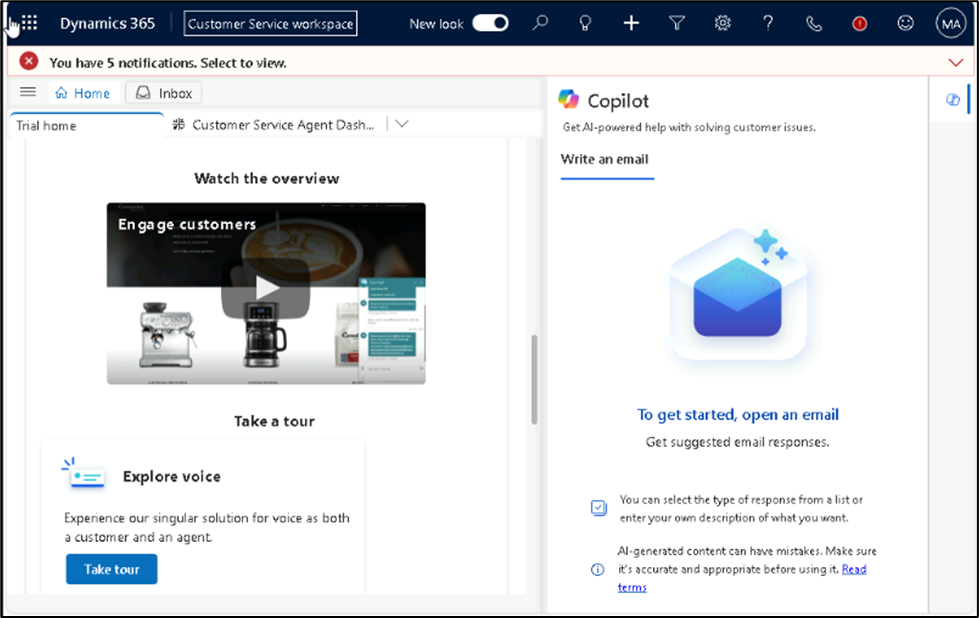 Dynamics 365
Customer Service workspace
New look
MA
You have 5 notifications. Select to view.
Home
Inbox
Trial home
Customer Service Agent Dash...
Watch the overview
Engage customers
Take a tour
Explore voice
Experience our singular solution for voice as both
a customer and an agent.
Take tour
Copilot
Get AI-powered help with solving customer issues.
Write an email
To get started, open an email
Get suggested email responses.
You can select the type of response from a list or
enter your own description of what you want.
AI-generated content can have mistakes. Make sure
it's accurate and appropriate before using it. Read
terms